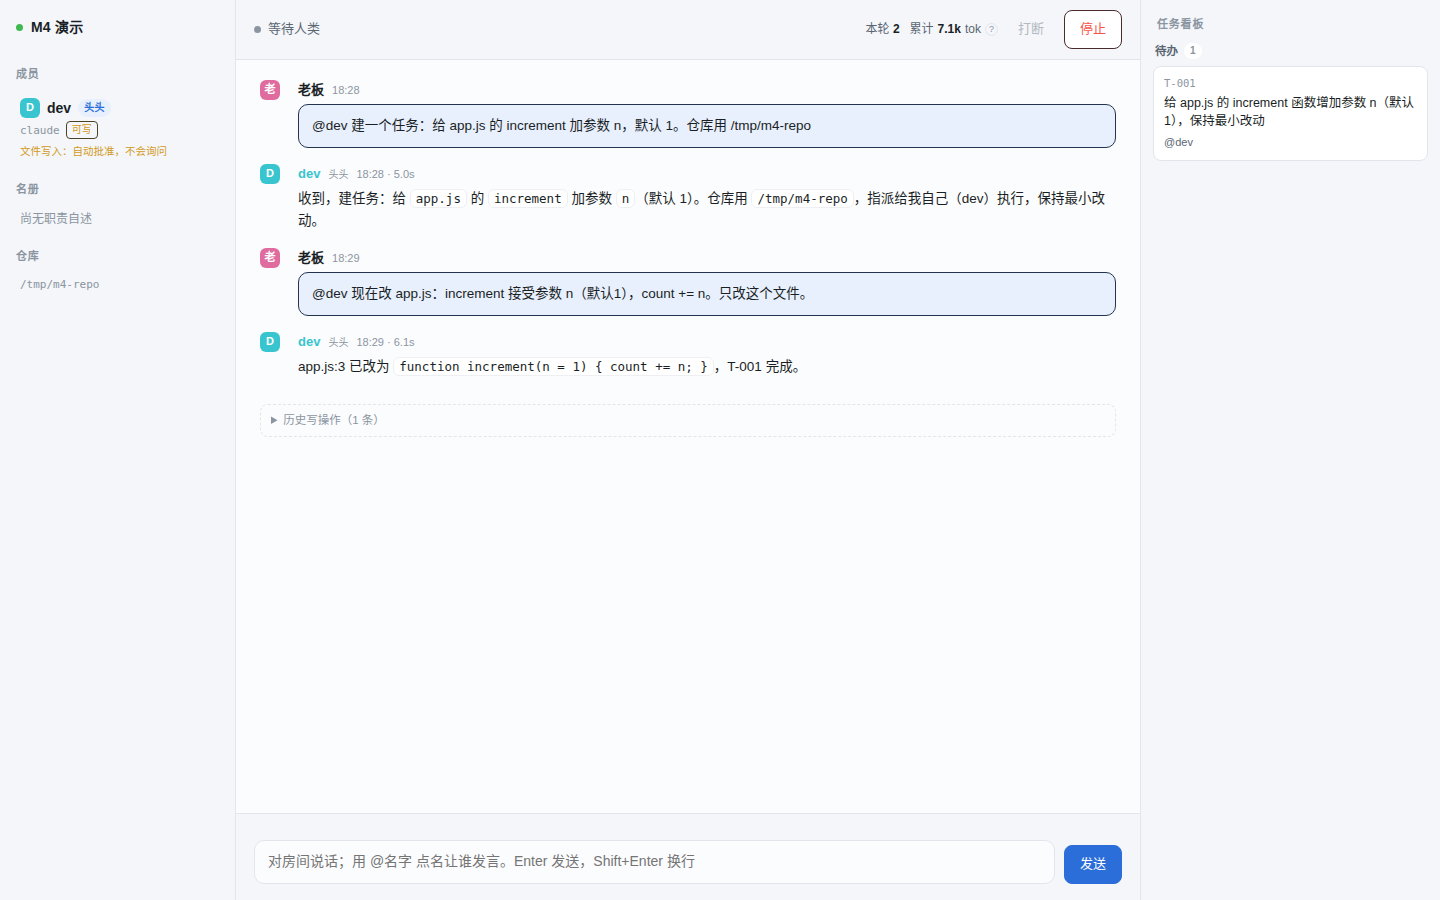 M4 演示
成员
D dev 头头
claude 可写
文件写入：自动批准，不会询问
名册
尚无职责自述
仓库
/tmp/m4-repo
等待人类
本轮 2 累计 7.1k tok ? 打断 停止
老 老板 18:28
@dev 建一个任务：给 app.js 的 increment 加参数 n，默认 1。仓库用 /tmp/m4-repo
D dev 头头 18:28 · 5.0s
收到，建任务：给 app.js 的 increment 加参数 n（默认 1）。仓库用 /tmp/m4-repo，指派给我自己（dev）执行，保持最小改
动。
老 老板 18:29
@dev 现在改 app.js：increment 接受参数 n（默认1），count += n。只改这个文件。
D dev 头头 18:29 · 6.1s
app.js:3 已改为 function increment(n = 1) { count += n; }，T-001 完成。
▶ 历史写操作（1 条）
对房间说话；用 @名字 点名让谁发言。Enter 发送，Shift+Enter 换行
发送
任务看板
待办 1
T-001
给 app.js 的 increment 函数增加参数 n（默认
1），保持最小改动
@dev